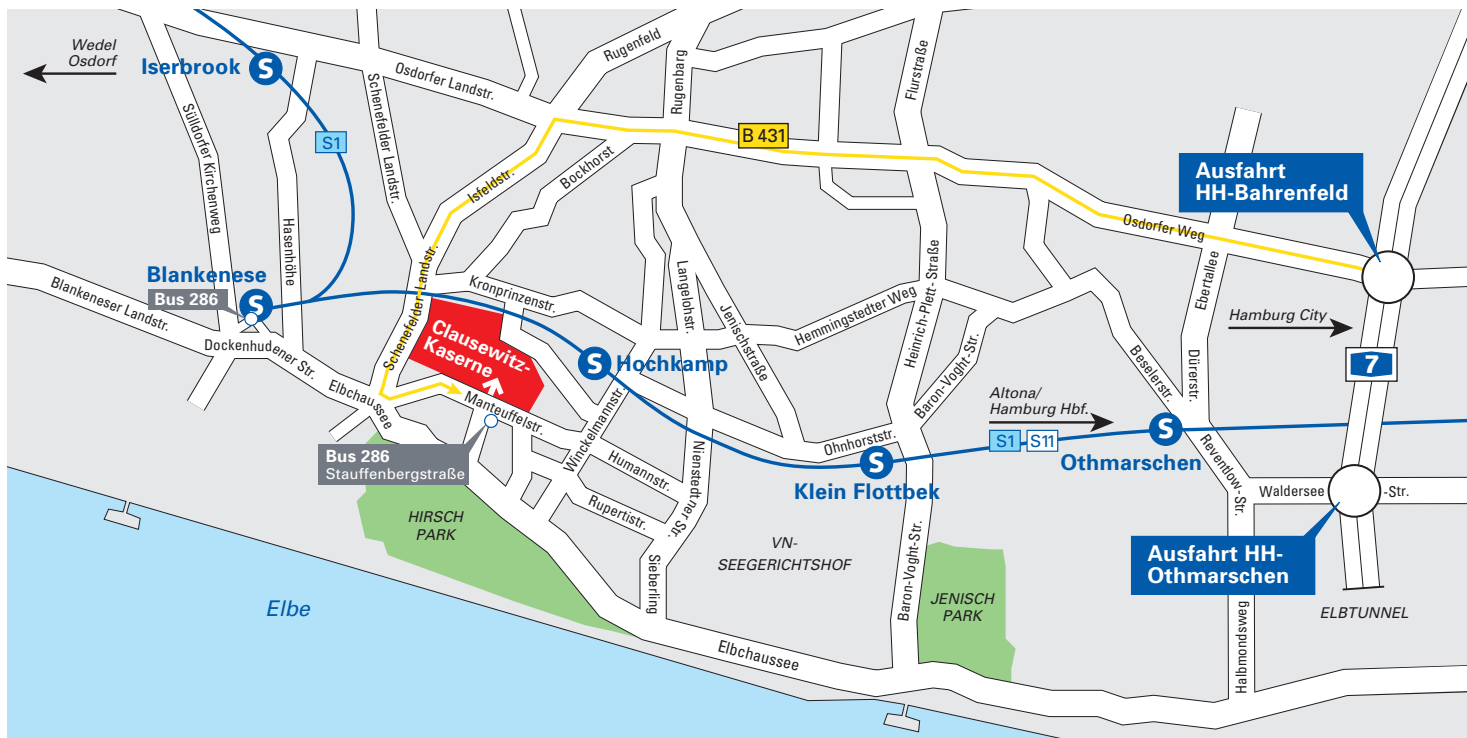 Wedel
Osdorf
Iserbrook
S
S1
Sülldorfer Kirchenweg
Hasenhöhe
Schenefelder Landstr.
Osdorfer Landstr.
Rugenfeld
Rugenbarg
Flurstraße
B 431
Isfeldstr.
Bockhorst
Ausfahrt
HH-Bahrenfeld
Osdorfer Weg
Ebertallee
Hamburg City
7
Blankenese
Bus 286
S
Blankeneser Landstr.
Dockenhudener Str.
Elbchaussee
Schenefelder-Landstr.
Clausewitz-
Kaserne
Kronprinzenstr.
Langelohstr.
Jenischstraße
Hemmingstedter Weg
Heinrich-Plett-Straße
Baron-Voght-Str.
Beselerstr.
Dürerstr.
S
Hochkamp
Manteuffelstr.
Winckelmannstr.
Bus 286
Stauffenbergstraße
Humannstr.
Rupertistr.
Nienstedtner Str.
Sieberling
Ohnhorststr.
S
Klein Flottbek
Altona/
Hamburg Hbf.
S1
S11
S
Othmarschen
Reventlow-Str.
Waldersee
-Str.
Ausfahrt HH-
Othmarschen
HIRSCH
PARK
VN-
SEEGERICHTSHOF
Baron-Voght-Str.
JENISCH
PARK
Halbmondsweg
ELBTUNNEL
Elbe
Elbchaussee